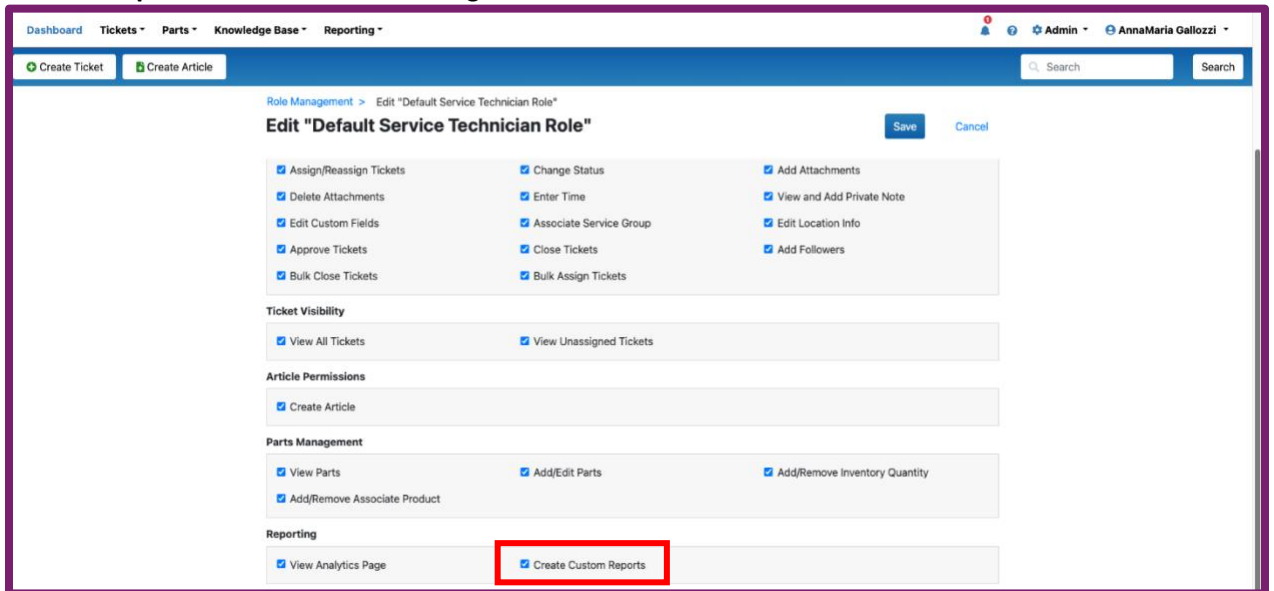 Dashboard Tickets Parts Knowledge Base Reporting 0 Admin AnnaMaria Gallozzi
Create Ticket Create Article Search Search
Role Management > Edit "Default Service Technician Role"
Edit "Default Service Technician Role" Save Cancel
Assign/Reassign Tickets Change Status Add Attachments
Delete Attachments Enter Time View and Add Private Note
Edit Custom Fields Associate Service Group Edit Location Info
Approve Tickets Close Tickets Add Followers
Bulk Close Tickets Bulk Assign Tickets
Ticket Visibility
View All Tickets View Unassigned Tickets
Article Permissions
Create Article
Parts Management
View Parts Add/Edit Parts Add/Remove Inventory Quantity
Add/Remove Associate Product
Reporting
View Analytics Page Create Custom Reports